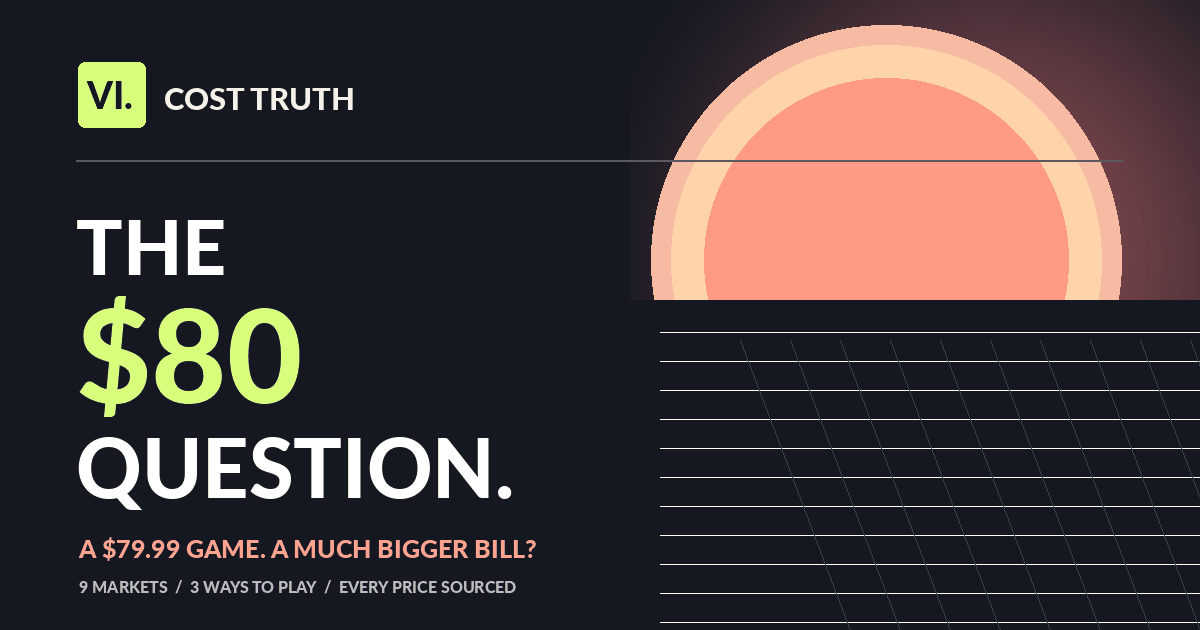 VI. COST TRUTH
THE
$80
QUESTION.
A $79.99 GAME. A MUCH BIGGER BILL?
9 MARKETS / 3 WAYS TO PLAY / EVERY PRICE SOURCED